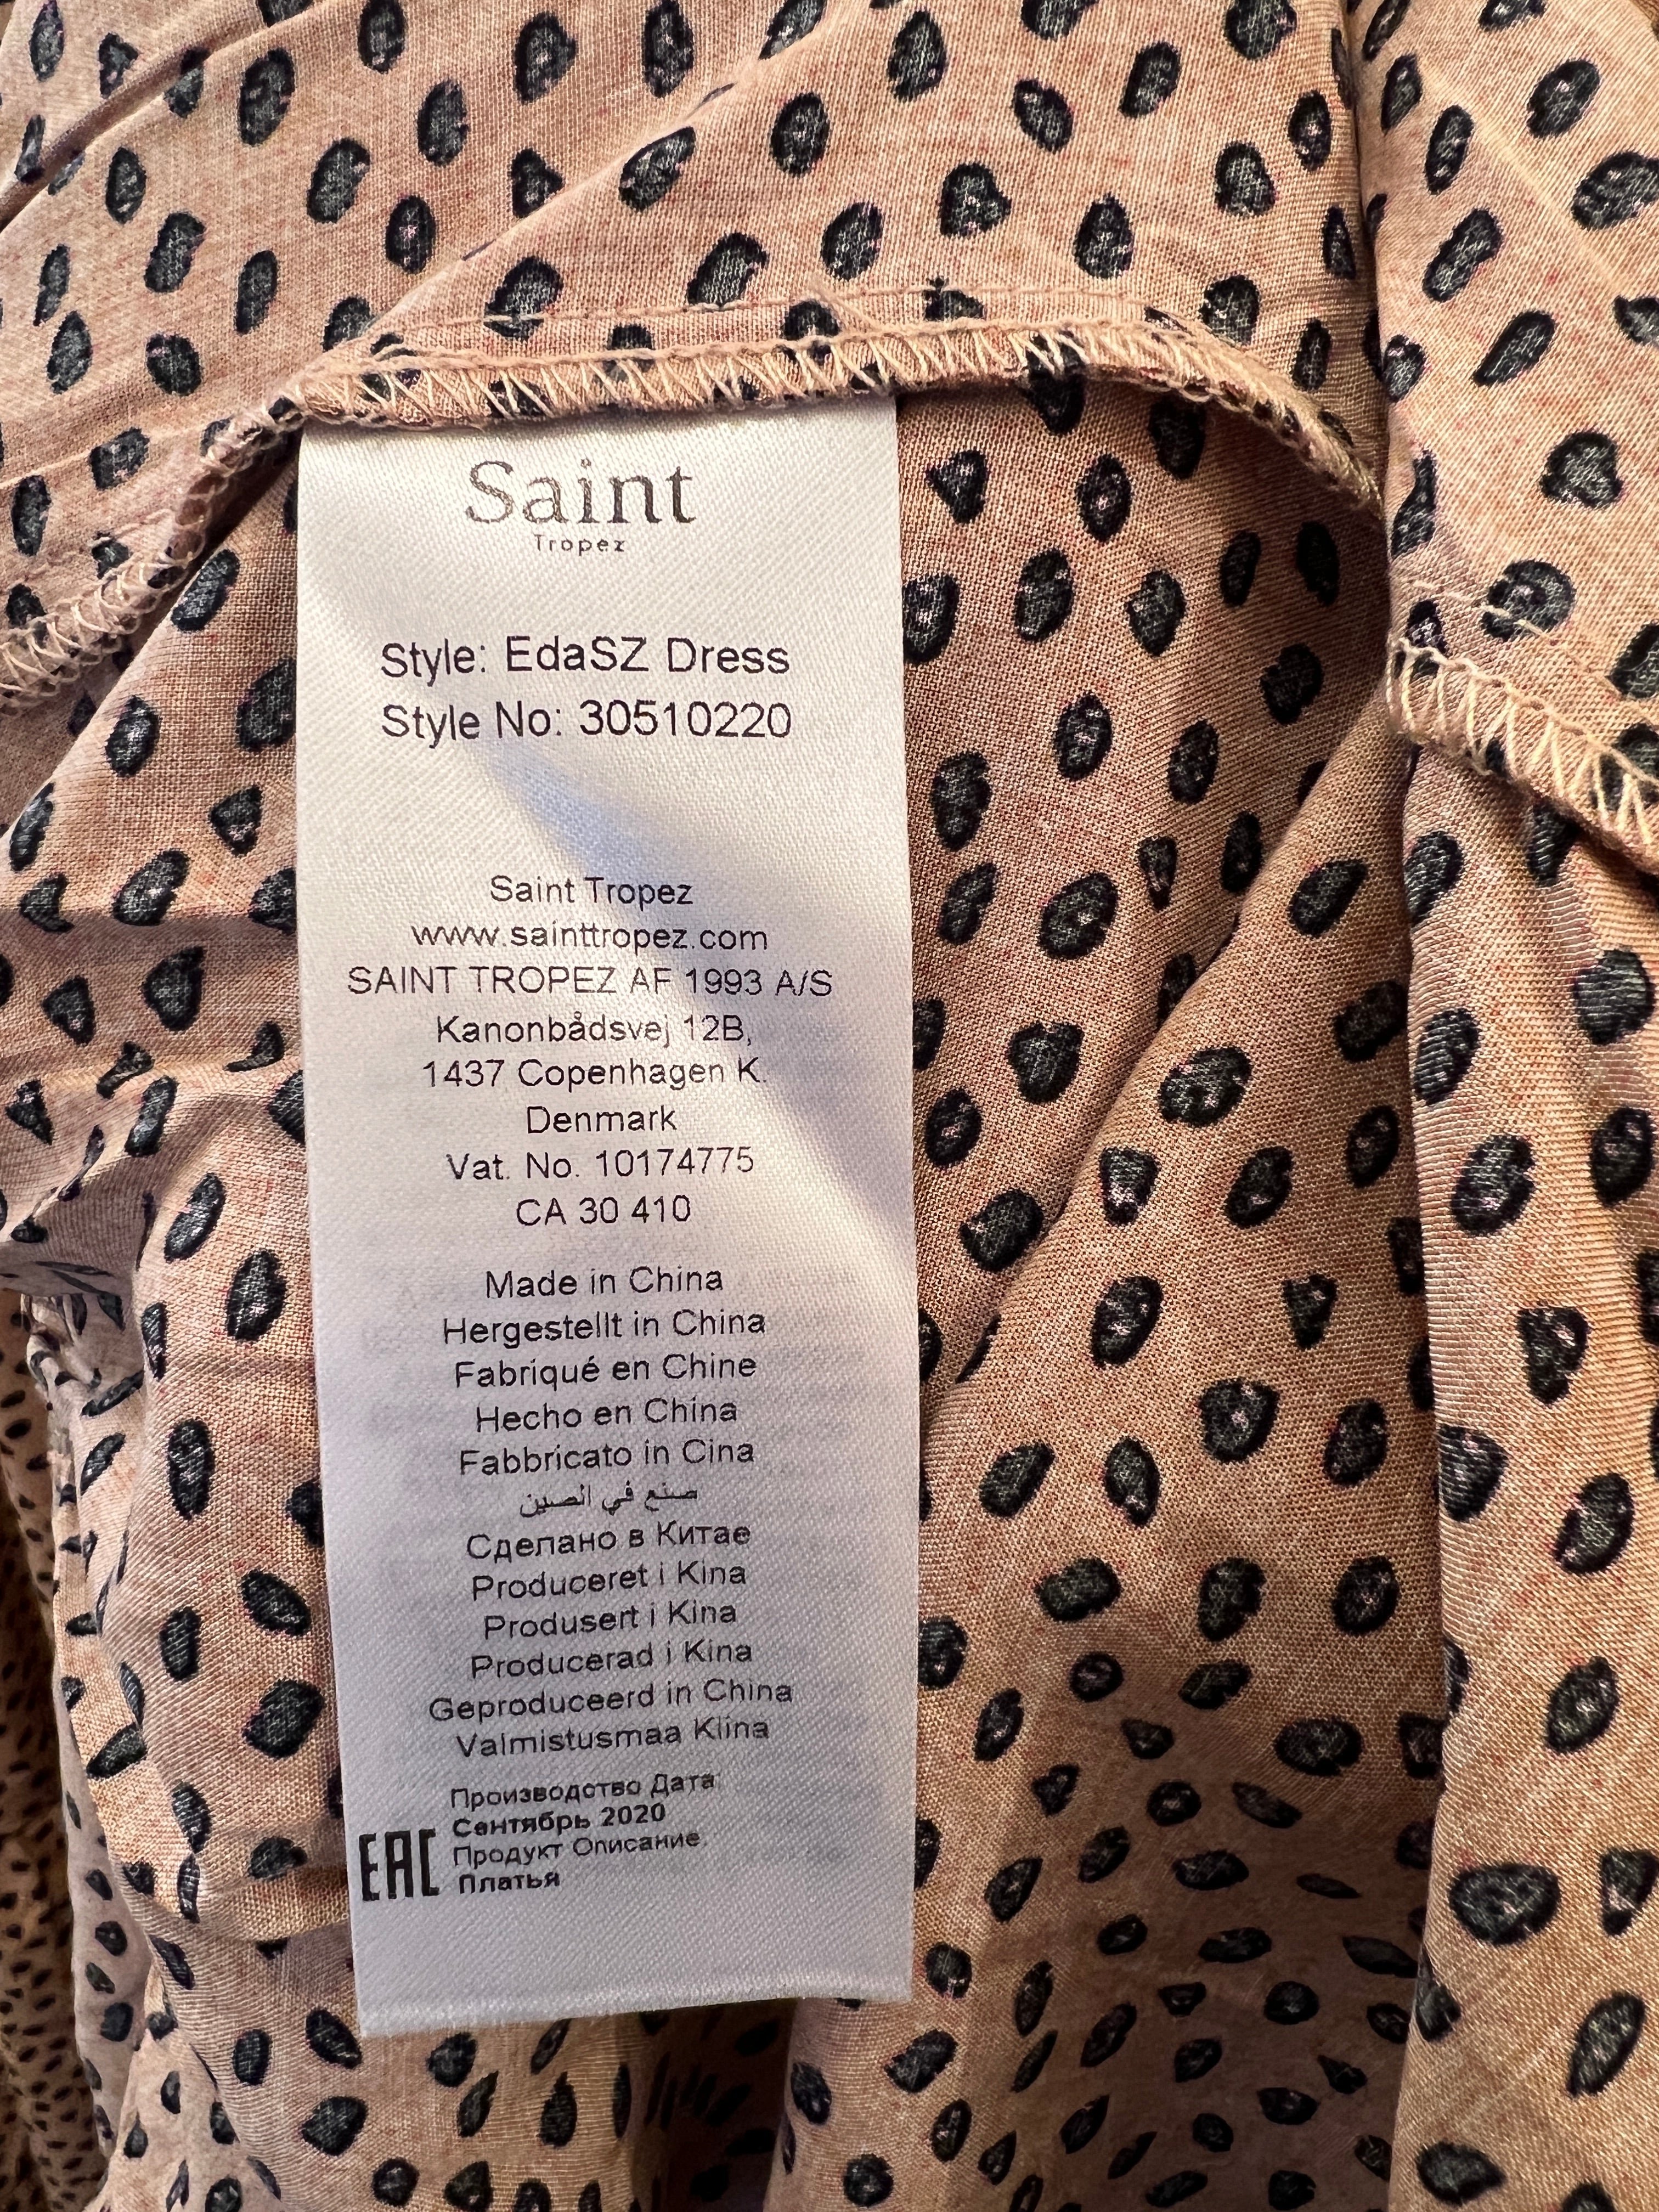 Saint
Tropez
Style: EdaSZ Dress
Style No: 30510220
Saint Tropez
www.sainttropez.com
SAINT TROPEZ AF 1993 A/S
Kanonbådsvej 12B,
1437 Copenhagen K.
Denmark
Vat. No. 10174775
CA 30 410
Made in China
Hergestellt in China
Fabriqué en Chine
Hecho en China
Fabbricato in Cina
صنع في الصين
Сделано в Китае
Produceret i Kina
Produsert i Kina
Producerad i Kina
Geproduceerd in China
Valmistusmaa Kiina
Производство Дата:
Сентябрь 2020
Продукт Описание:
Платья
EAC